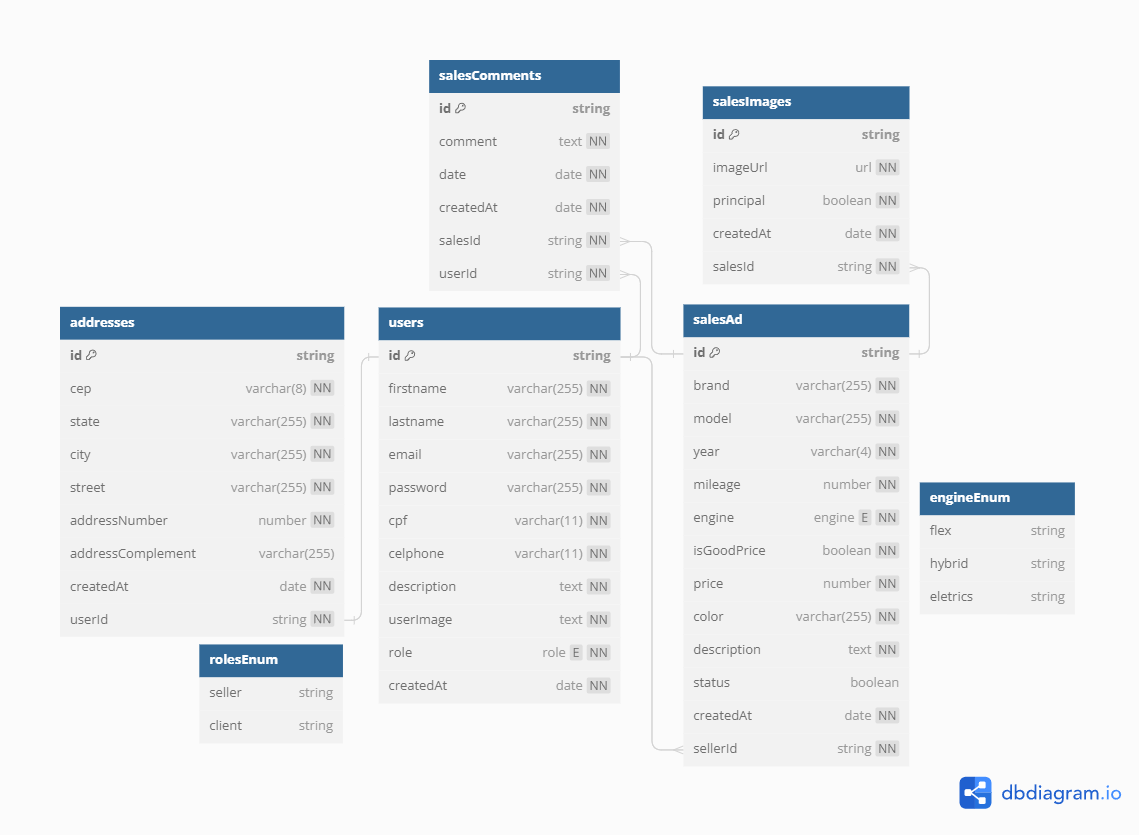 salesComments
id string
comment text NN
date date NN
createdAt date NN
salesId string NN
userId string NN
salesImages
id string
imageUrl url NN
principal boolean NN
createdAt date NN
salesId string NN
addresses
id string
cep varchar(8) NN
state varchar(255) NN
city varchar(255) NN
street varchar(255) NN
addressNumber number NN
addressComplement varchar(255)
createdAt date NN
userId string NN
users
id string
firstname varchar(255) NN
lastname varchar(255) NN
email varchar(255) NN
password varchar(255) NN
cpf varchar(11) NN
celphone varchar(11) NN
description text NN
userImage text NN
role role E NN
createdAt date NN
salesAd
id string
brand varchar(255) NN
model varchar(255) NN
year varchar(4) NN
mileage number NN
engine engine E NN
isGoodPrice boolean NN
price number NN
color varchar(255) NN
description text NN
status boolean
createdAt date NN
sellerId string NN
engineEnum
flex string
hybrid string
eletrics string
rolesEnum
seller string
client string
dbdiagram.io